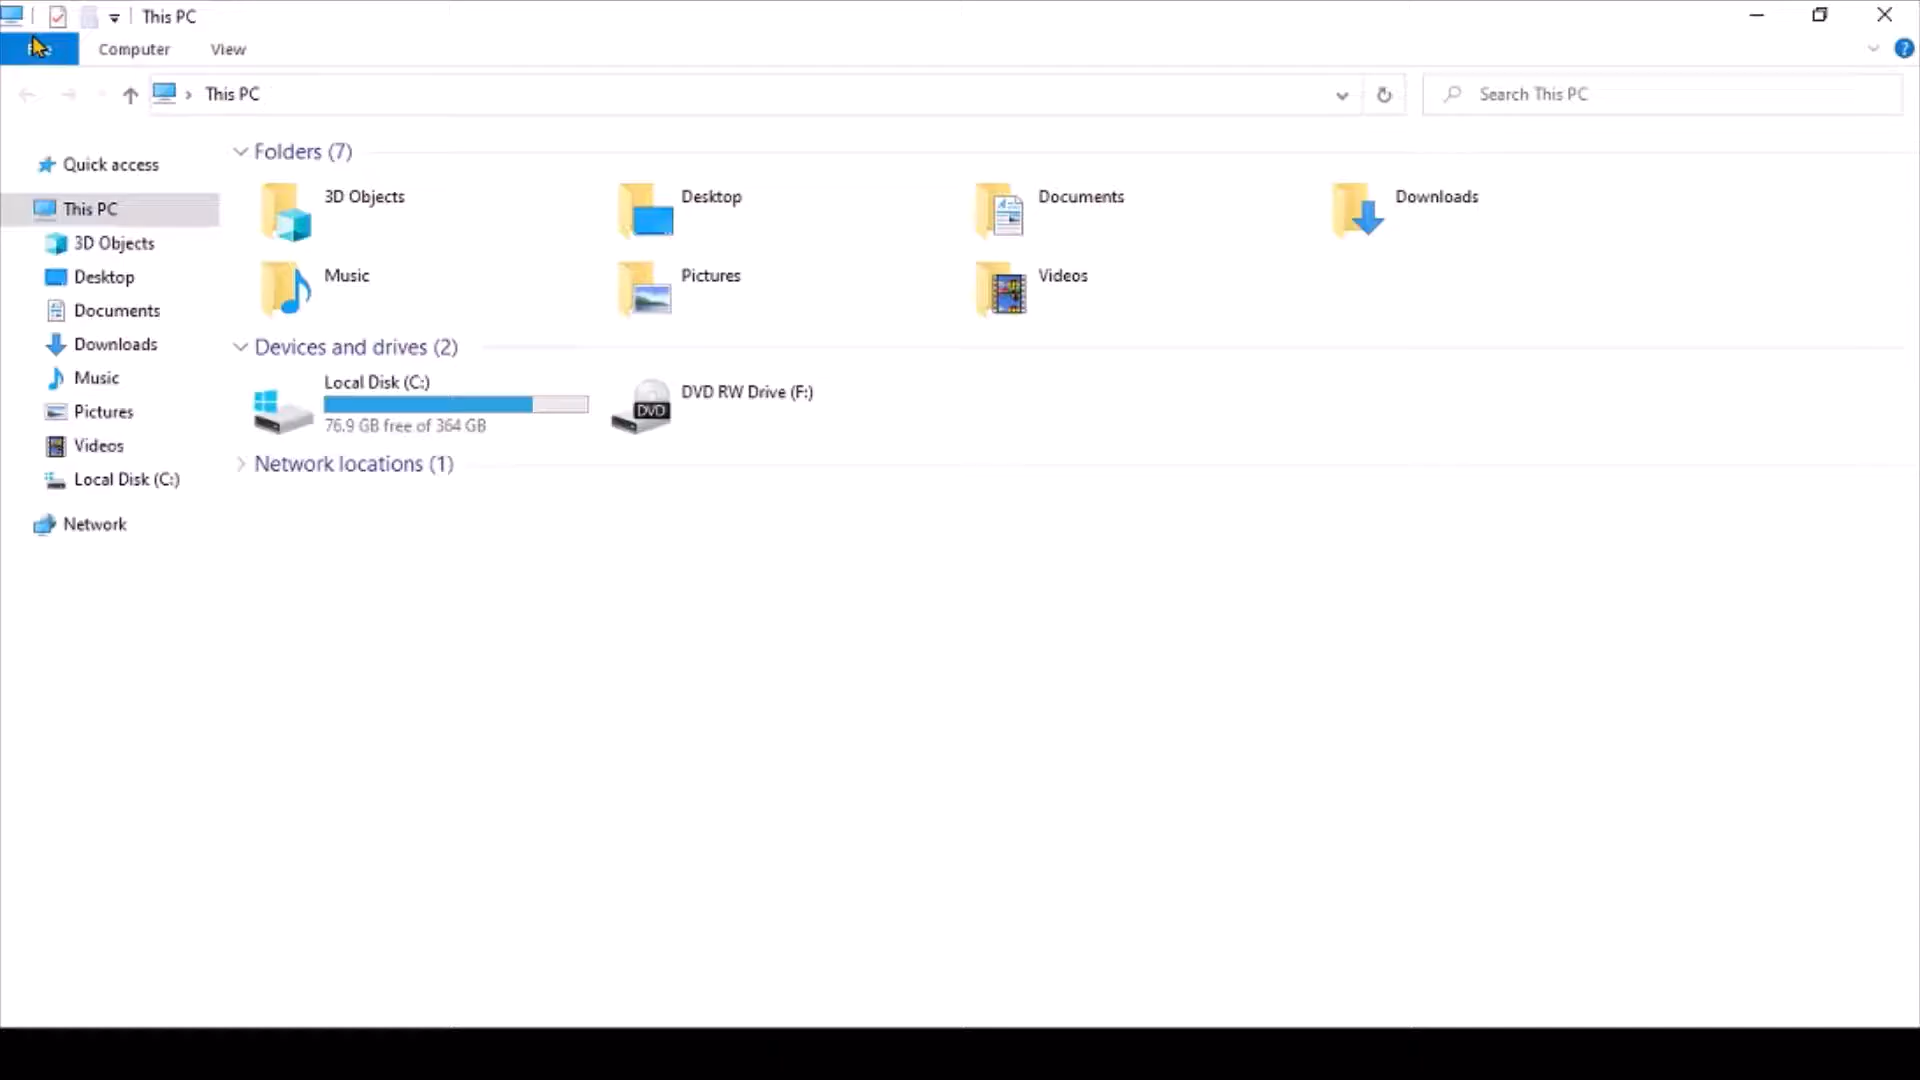 This PC
Computer
View
This PC
Search This PC
Quick access
This PC
3D Objects
Desktop
Documents
Downloads
Music
Pictures
Videos
Local Disk (C:)
Network
Folders (7)
3D Objects
Desktop
Documents
Downloads
Music
Pictures
Videos
Devices and drives (2)
Local Disk (C:)
76.9 GB free of 364 GB
DVD
DVD RW Drive (F:)
Network locations (1)